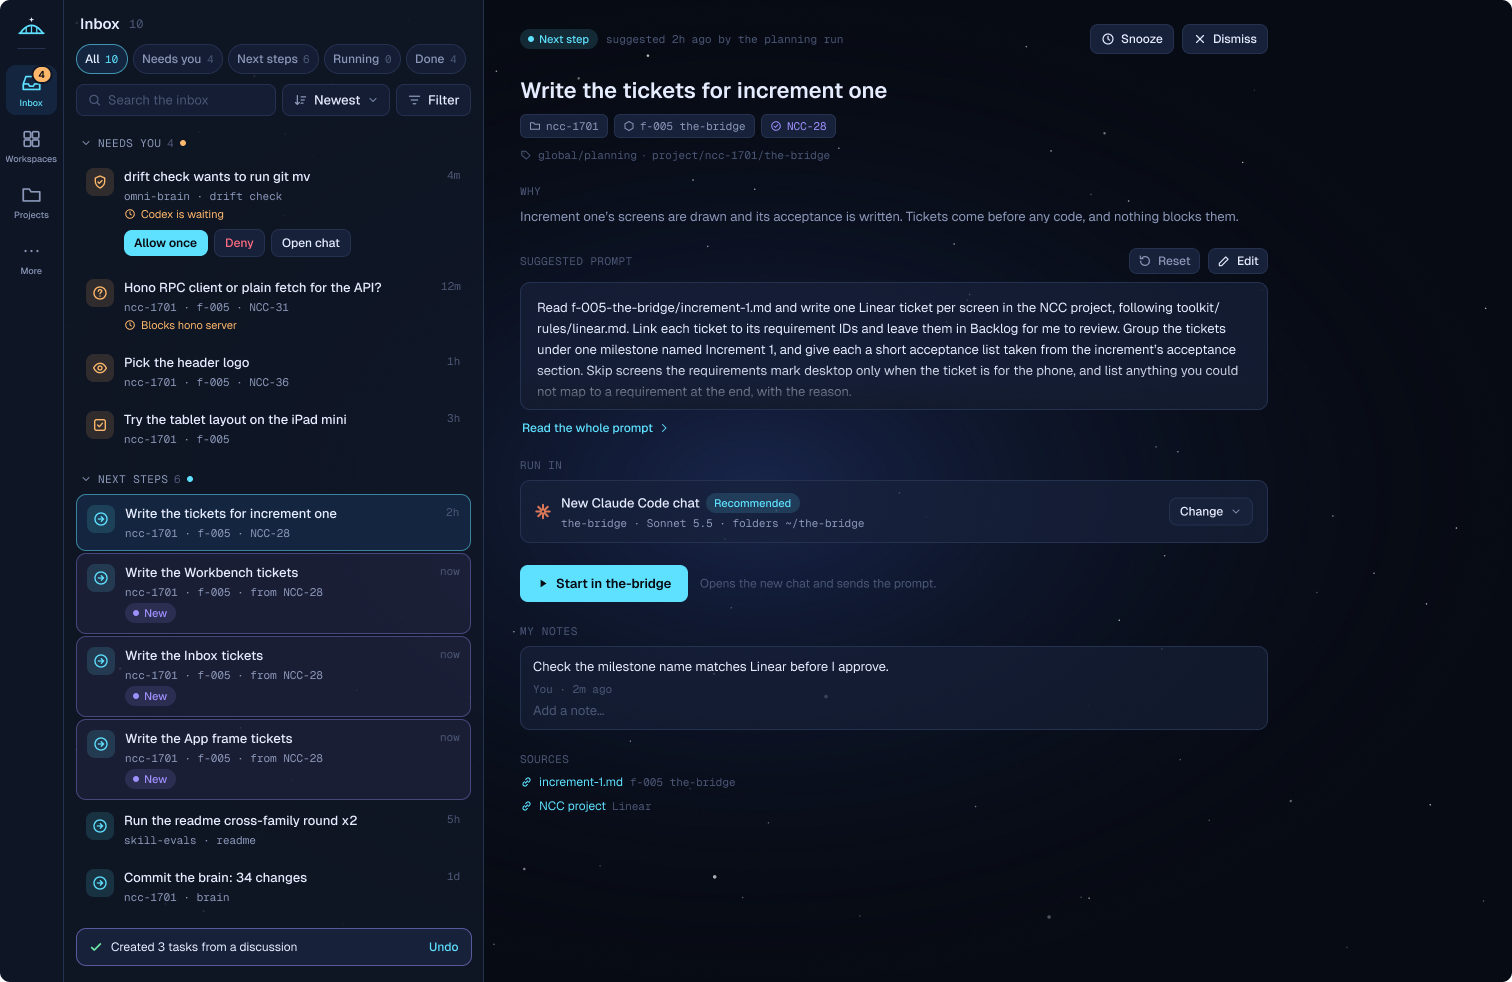 4
Inbox
Workspaces
Projects
More
Inbox 10
All 10
Needs you 4
Next steps 6
Running 0
Done 4
Search the inbox
Newest
Filter
NEEDS YOU 4
drift check wants to run git mv 4m
omni-brain · drift check
Codex is waiting
Allow once
Deny
Open chat
Hono RPC client or plain fetch for the API? 12m
ncc-1701 · f-005 · NCC-31
Blocks hono server
Pick the header logo 1h
ncc-1701 · f-005 · NCC-36
Try the tablet layout on the iPad mini 3h
ncc-1701 · f-005
NEXT STEPS 6
Write the tickets for increment one 2h
ncc-1701 · f-005 · NCC-28
Write the Workbench tickets now
ncc-1701 · f-005 · from NCC-28
New
Write the Inbox tickets now
ncc-1701 · f-005 · from NCC-28
New
Write the App frame tickets now
ncc-1701 · f-005 · from NCC-28
New
Run the readme cross-family round x2 5h
skill-evals · readme
Commit the brain: 34 changes 1d
ncc-1701 · brain
Created 3 tasks from a discussion Undo
Next step suggested 2h ago by the planning run
Snooze
Dismiss
Write the tickets for increment one
ncc-1701
f-005 the-bridge
NCC-28
global/planning · project/ncc-1701/the-bridge
WHY
Increment one's screens are drawn and its acceptance is written. Tickets come before any code, and nothing blocks them.
SUGGESTED PROMPT
Reset
Edit
Read f-005-the-bridge/increment-1.md and write one Linear ticket per screen in the NCC project, following toolkit/
rules/linear.md. Link each ticket to its requirement IDs and leave them in Backlog for me to review. Group the tickets
under one milestone named Increment 1, and give each a short acceptance list taken from the increment's acceptance
section. Skip screens the requirements mark desktop only when the ticket is for the phone, and list anything you could
not map to a requirement at the end, with the reason.
Read the whole prompt
RUN IN
New Claude Code chat Recommended
the-bridge · Sonnet 5.5 · folders ~/the-bridge
Change
Start in the-bridge
Opens the new chat and sends the prompt.
MY NOTES
Check the milestone name matches Linear before I approve.
You · 2m ago
Add a note…
SOURCES
increment-1.md f-005 the-bridge
NCC project Linear